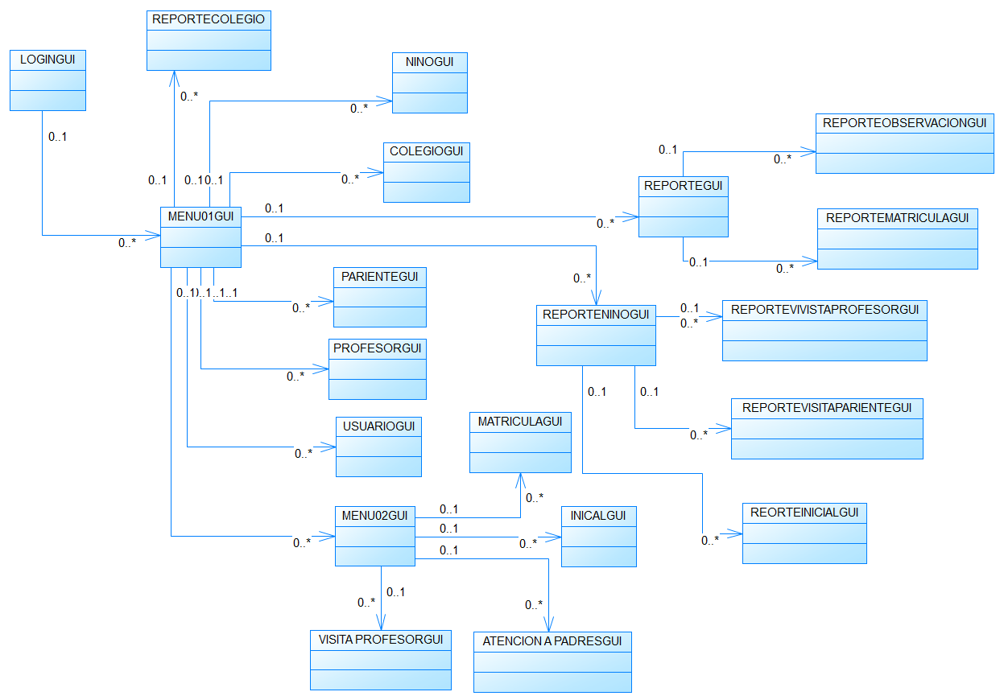 REPORTECOLEGIO
LOGINGUI
NINOGUI
0..*
0..*
REPORTEOBSERVACIONGUI
0..1
COLEGIOGUI
0..1
0..*
0..1
0..1
0..1
0..*
REPORTEGUI
0..1
MENU01GUI
0..*
REPORTEMATRICULAGUI
0..*
0..1
0..1
0..*
PARIENTEGUI
0..*
0..1
0..*
REPORTENINOGUI
0..1
0..*
REPORTEVIVISTAPROFESORGUI
PROFESORGUI
0..*
0..1
0..1
REPORTEVISITAPARIENTEGUI
USUARIOGUI
0..*
MATRICULAGUI
0..*
0..*
MENU02GUI
0..1
0..1
0..1
0..*
INICALGUI
0..*
REORTEINICIALGUI
0..*
0..1
0..*
0..*
VISITA PROFESORGUI
ATENCION A PADRESGUI